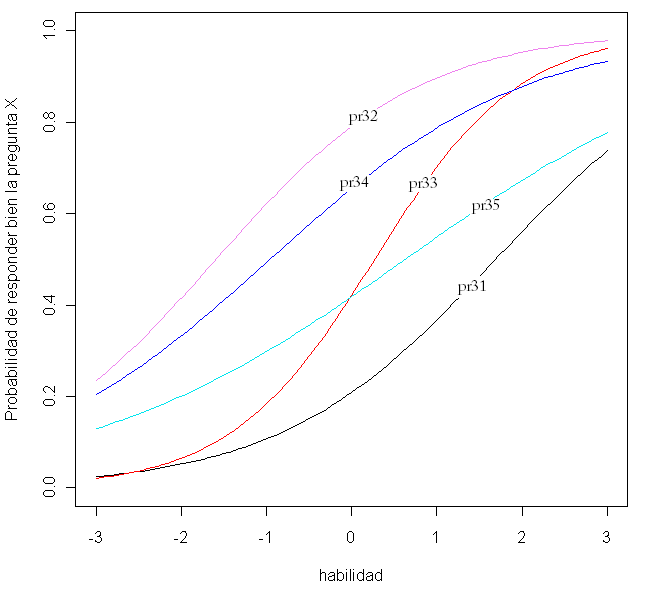 Probabilidad de responder bien la pregunta X
1.0
0.8
0.6
0.4
0.2
0.0
pr32
pr34
pr33
pr35
pr31
-3 -2 -1 0 1 2 3
habilidad